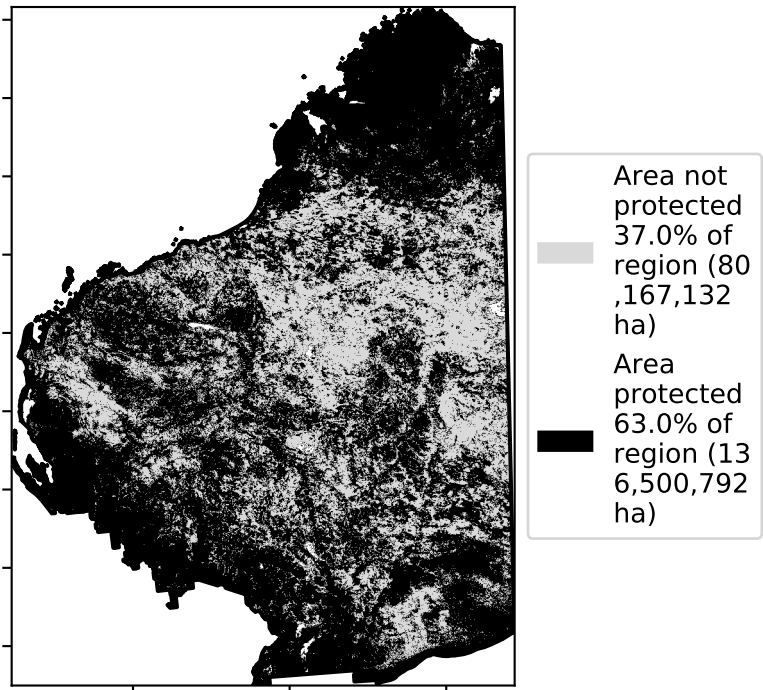 Area not
protected
37.0% of
region (80
,167,132
ha)
Area
protected
63.0% of
region (13
6,500,792
ha)